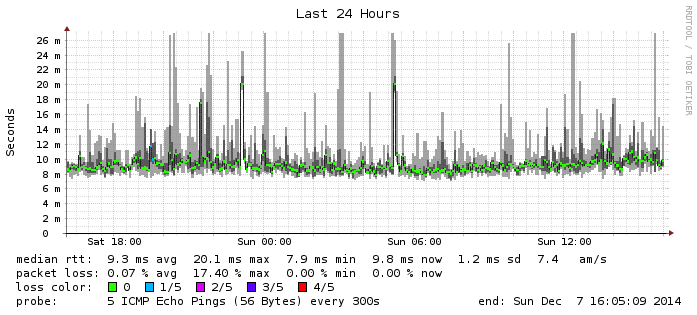 Last 24 Hours
RRDTOOL / TOBI OETIKER
Seconds
26 m
24 m
22 m
20 m
18 m
16 m
14 m
12 m
10 m
8 m
6 m
4 m
2 m
0
Sat 18:00 Sun 00:00 Sun 06:00 Sun 12:00
median rtt: 9.3 ms avg 20.1 ms max 7.9 ms min 9.8 ms now 1.2 ms sd 7.4 am/s
packet loss: 0.07 % avg 17.40 % max 0.00 % min 0.00 % now
loss color: 0 1/5 2/5 3/5 4/5
probe: 5 ICMP Echo Pings (56 Bytes) every 300s end: Sun Dec 7 16:05:09 2014